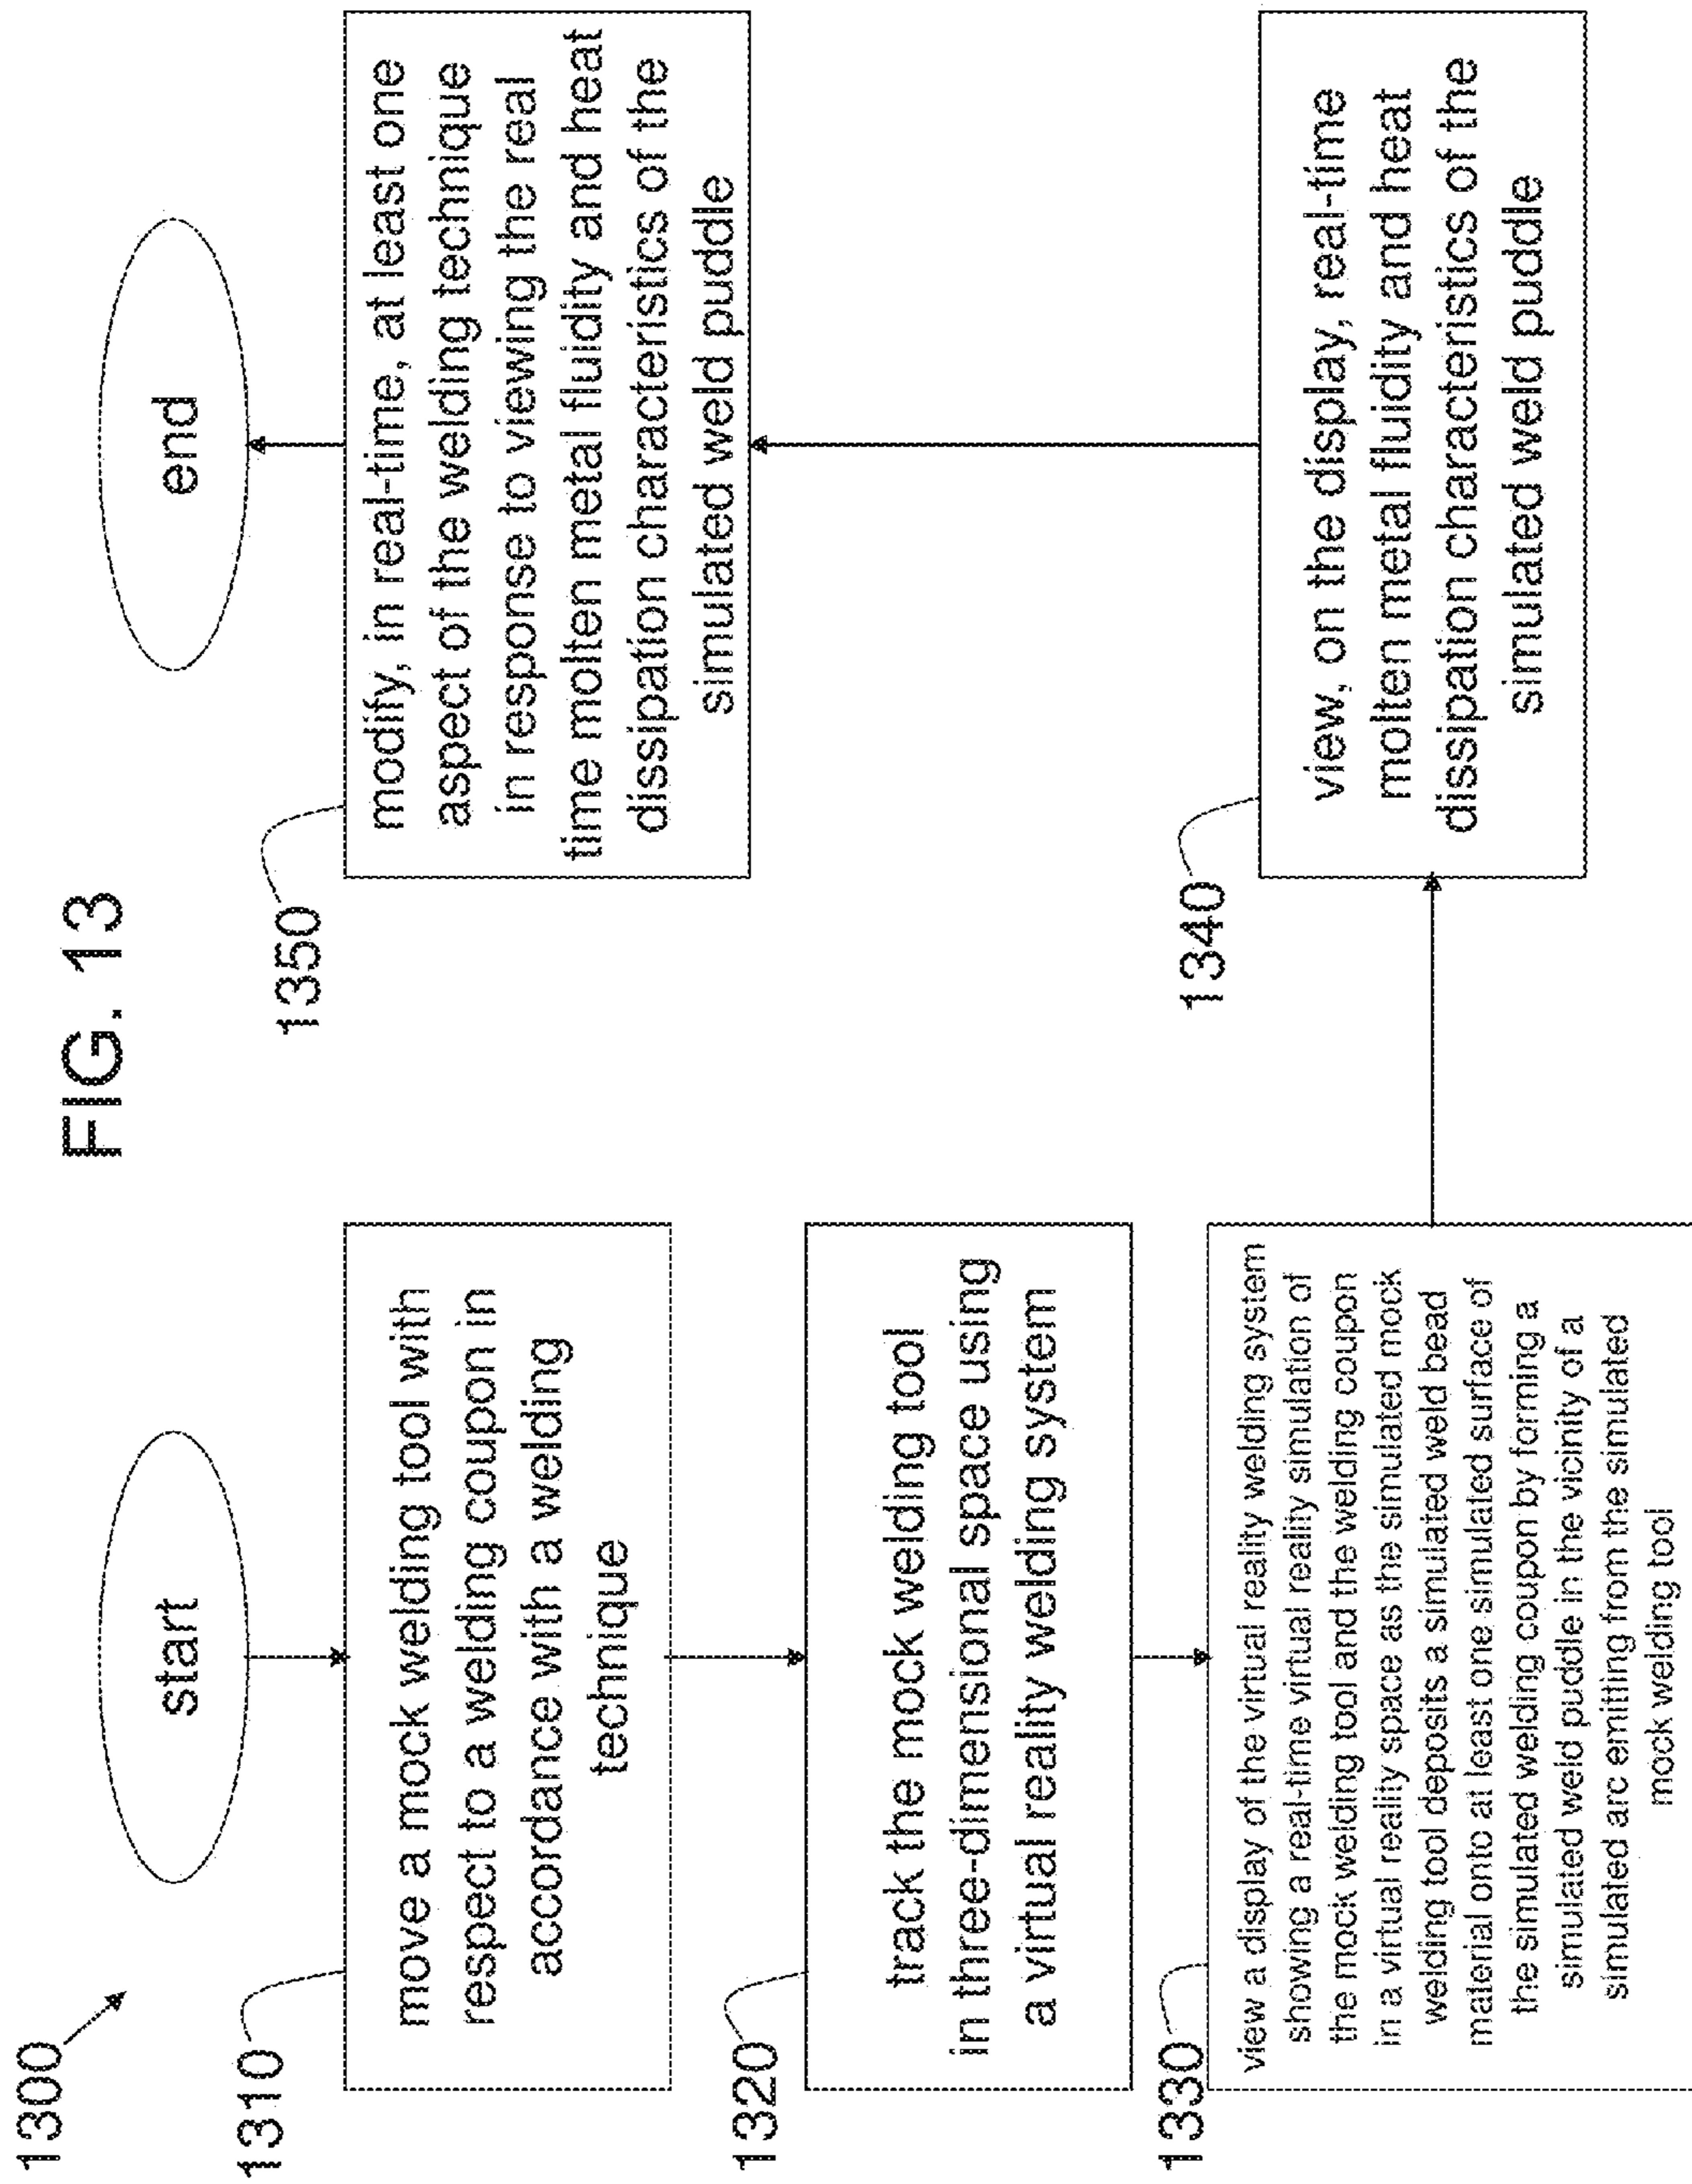 FIG. 13
1300
start
1310
move a mock welding tool with
respect to a welding coupon in
accordance with a welding
technique
1320
track the mock welding tool
in three-dimensional space using
a virtual reality welding system
1330
view a display of the virtual reality welding system
showing a real-time virtual reality simulation of
the mock welding tool and the welding coupon
in a virtual reality space as the simulated mock
welding tool deposits a simulated weld bead
material onto at least one simulated surface of
the simulated welding coupon by forming a
simulated weld puddle in the vicinity of a
simulated arc emitting from the simulated
mock welding tool
1340
view, on the display, real-time
molten metal fluidity and heat
dissipation characteristics of the
simulated weld puddle
1350
modify, in real-time, at least one
aspect of the welding technique
in response to viewing the real
time molten metal fluidity and heat
dissipation characteristics of the
simulated weld puddle
end